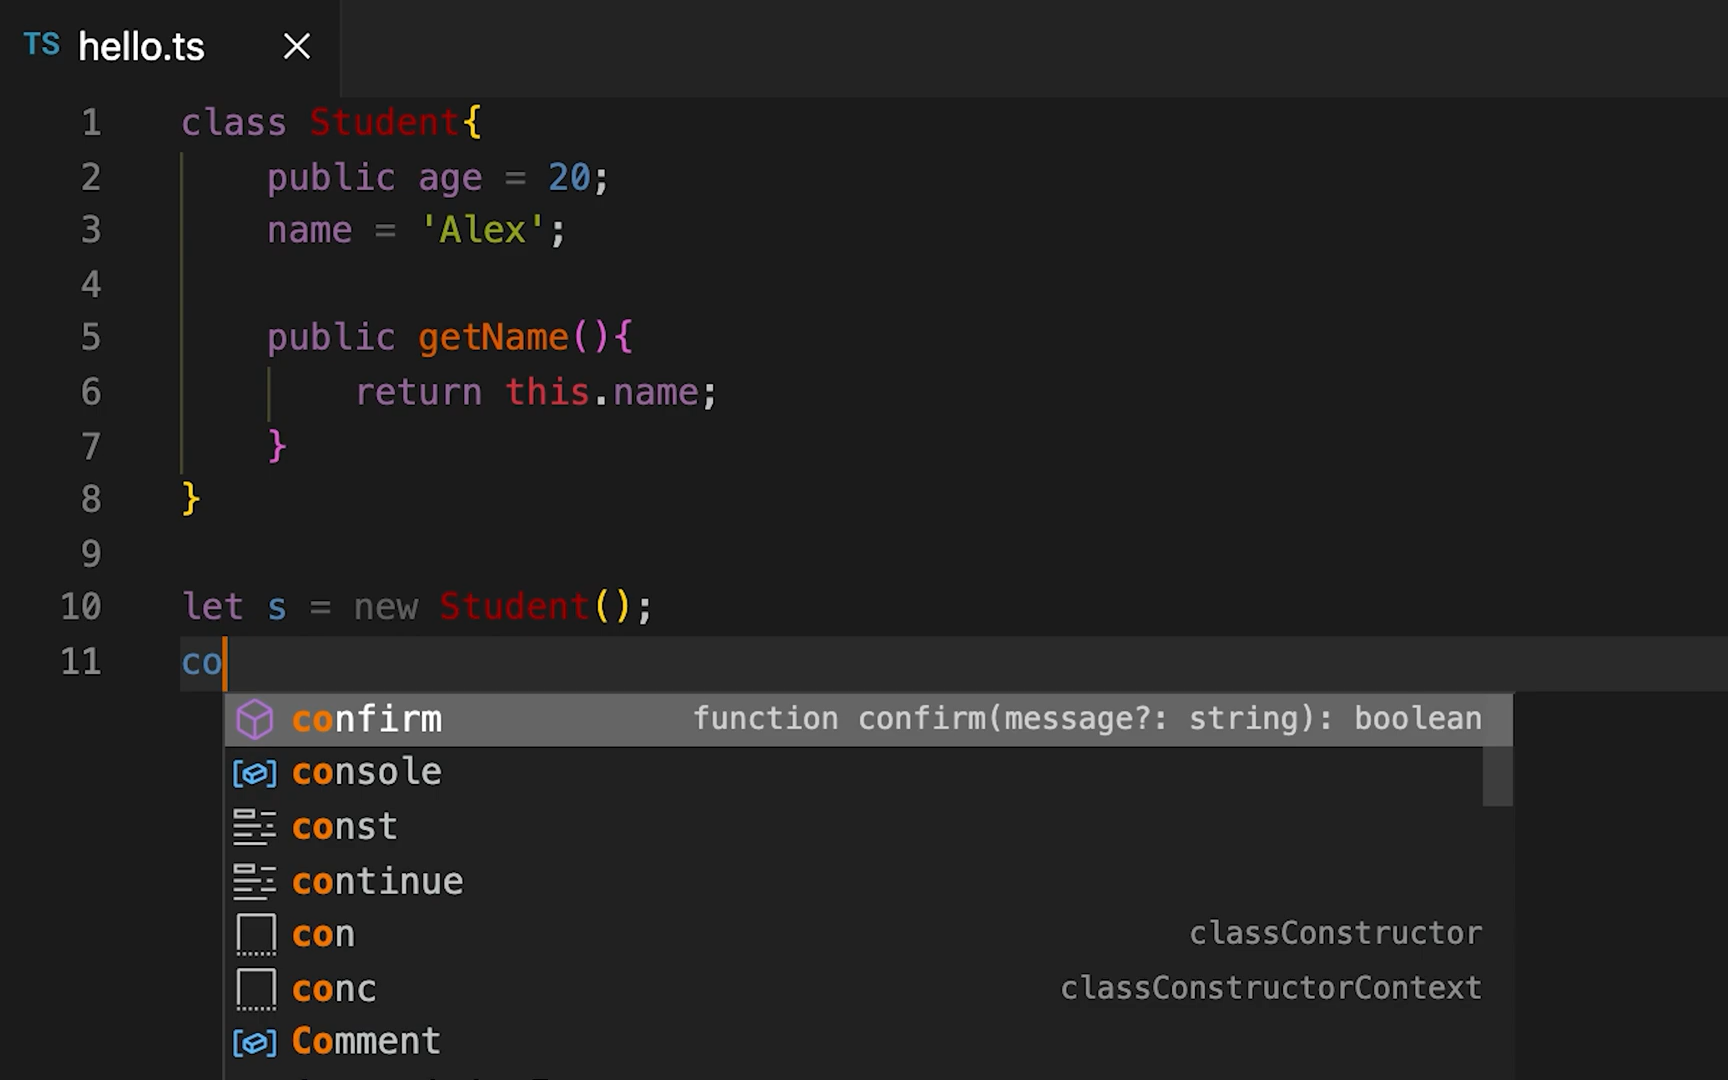 TS hello.ts
1 class Student{
2 public age = 20;
3 name = 'Alex';
4
5 public getName(){
6 return this.name;
7 }
8 }
9
10 let s = new Student();
11 co
confirm function confirm(message?: string): boolean
console
const
continue
con classConstructor
conc classConstructorContext
Comment